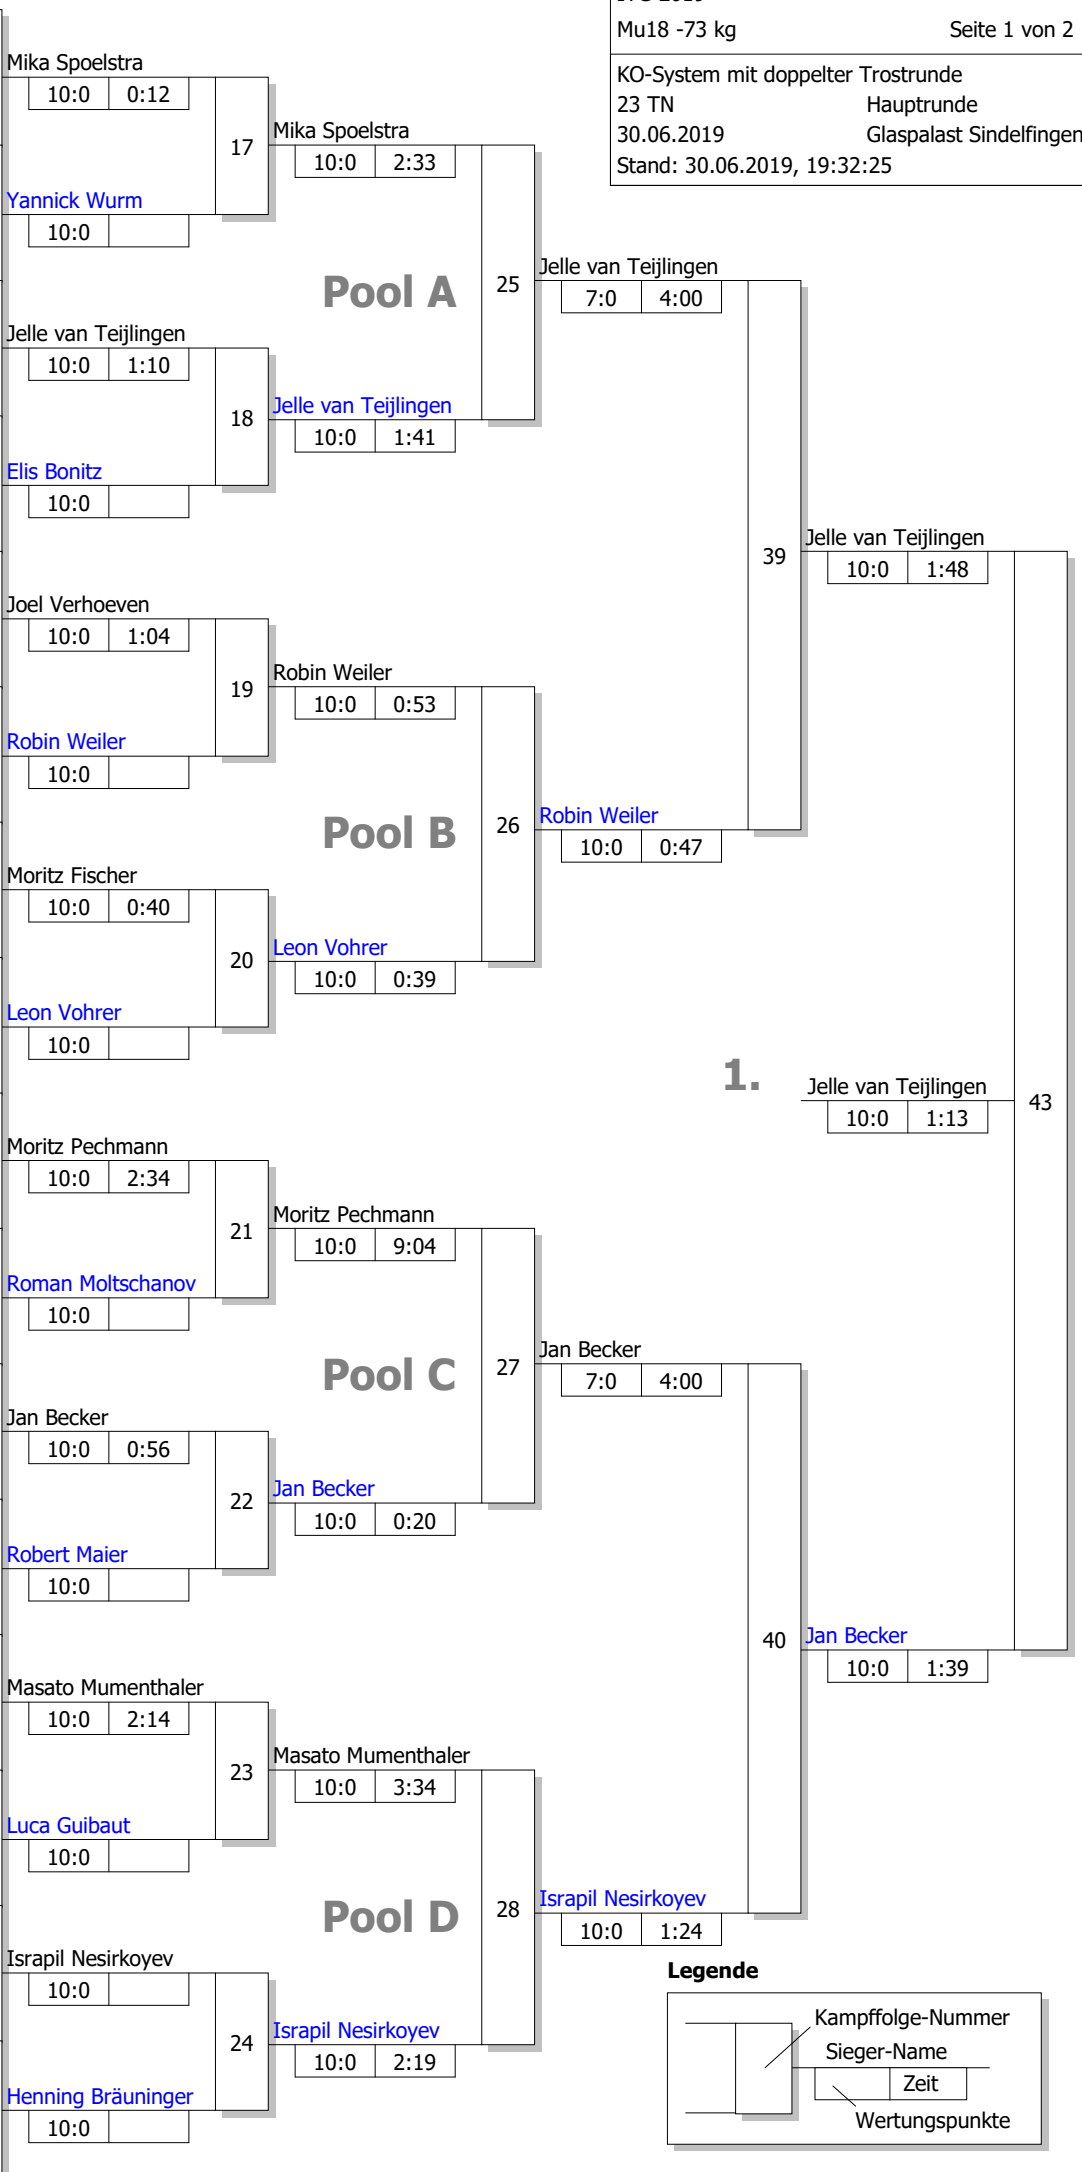 Mu18 -73 kg Seite 1 von 2
KO-System mit doppelter Trostrunde
23 TN Hauptrunde
30.06.2019 Glaspalast Sindelfingen
Stand: 30.06.2019, 19:32:25
Mika Spoelstra
10:0 0:12
17
Yannick Wurm
10:0
Mika Spoelstra
10:0 2:33
Pool A
25
Jelle van Teijlingen
10:0 1:10
18
Elis Bonitz
10:0
Jelle van Teijlingen
10:0 1:41
Jelle van Teijlingen
7:0 4:00
39
Joel Verhoeven
10:0 1:04
19
Robin Weiler
10:0
Robin Weiler
10:0 0:53
Pool B
26
Moritz Fischer
10:0 0:40
20
Leon Vohrer
10:0
Leon Vohrer
10:0 0:39
Robin Weiler
10:0 0:47
Jelle van Teijlingen
10:0 1:48
1.
Jelle van Teijlingen
10:0 1:13
43
Moritz Pechmann
10:0 2:34
21
Roman Moltschanov
10:0
Moritz Pechmann
10:0 9:04
Pool C
27
Jan Becker
10:0 0:56
22
Robert Maier
10:0
Jan Becker
10:0 0:20
Jan Becker
7:0 4:00
40
Jan Becker
10:0 1:39
Masato Mumenthaler
10:0 2:14
23
Luca Guibaut
10:0
Masato Mumenthaler
10:0 3:34
Pool D
28
Israpil Nesirkoyev
10:0
24
Henning Bräuninger
10:0
Israpil Nesirkoyev
10:0 2:19
Israpil Nesirkoyev
10:0 1:24
Legende
Kampffolge-Nummer
Sieger-Name
Zeit
Wertungspunkte